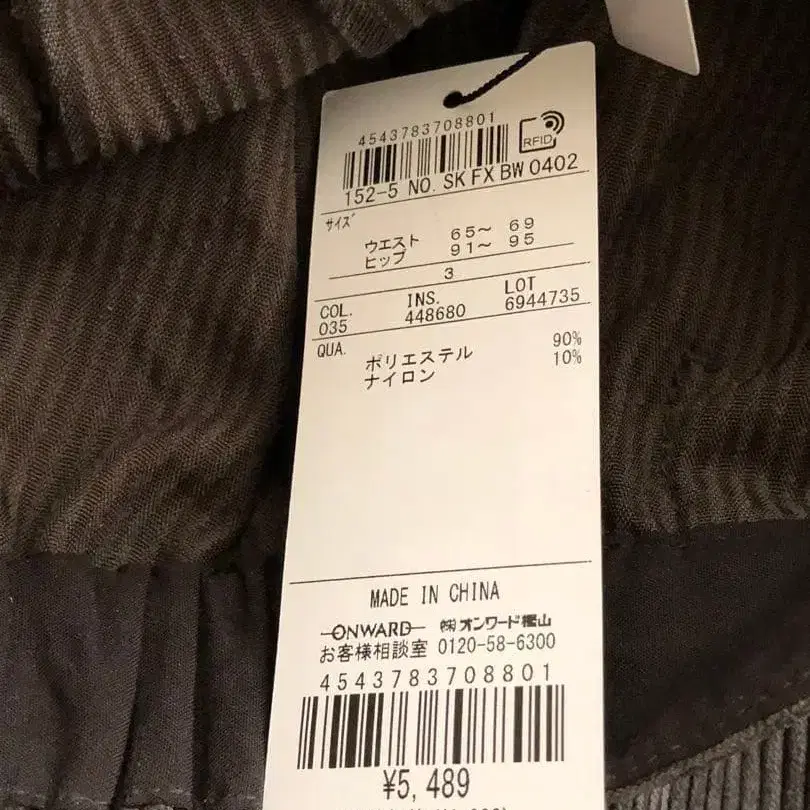 4543783708801
RFID
152-5 NO. SK FX BW 0402
サイズ
ウエスト 65～ 69
ヒップ 91～ 95
3
COL. INS. LOT
035 448680 6944735
QUA.
ポリエステル 90%
ナイロン 10%
MADE IN CHINA
ONWARD ㈱オンワード樫山
お客様相談室 0120-58-6300
4543783708801
¥5,489